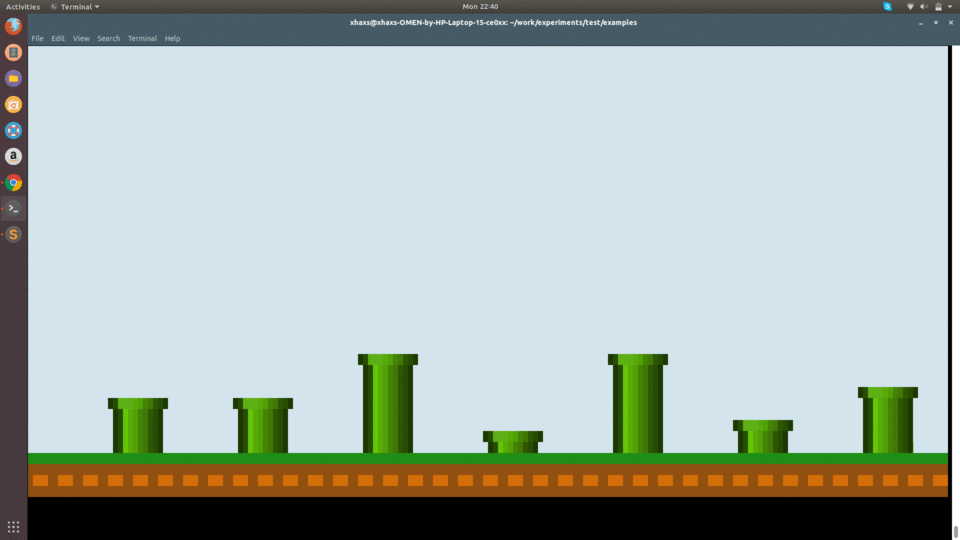 Activities Terminal Mon 22:40
xhaxs@xhaxs-OMEN-by-HP-Laptop-15-ce0xx: ~/work/experiments/test/examples
File Edit View Search Terminal Help